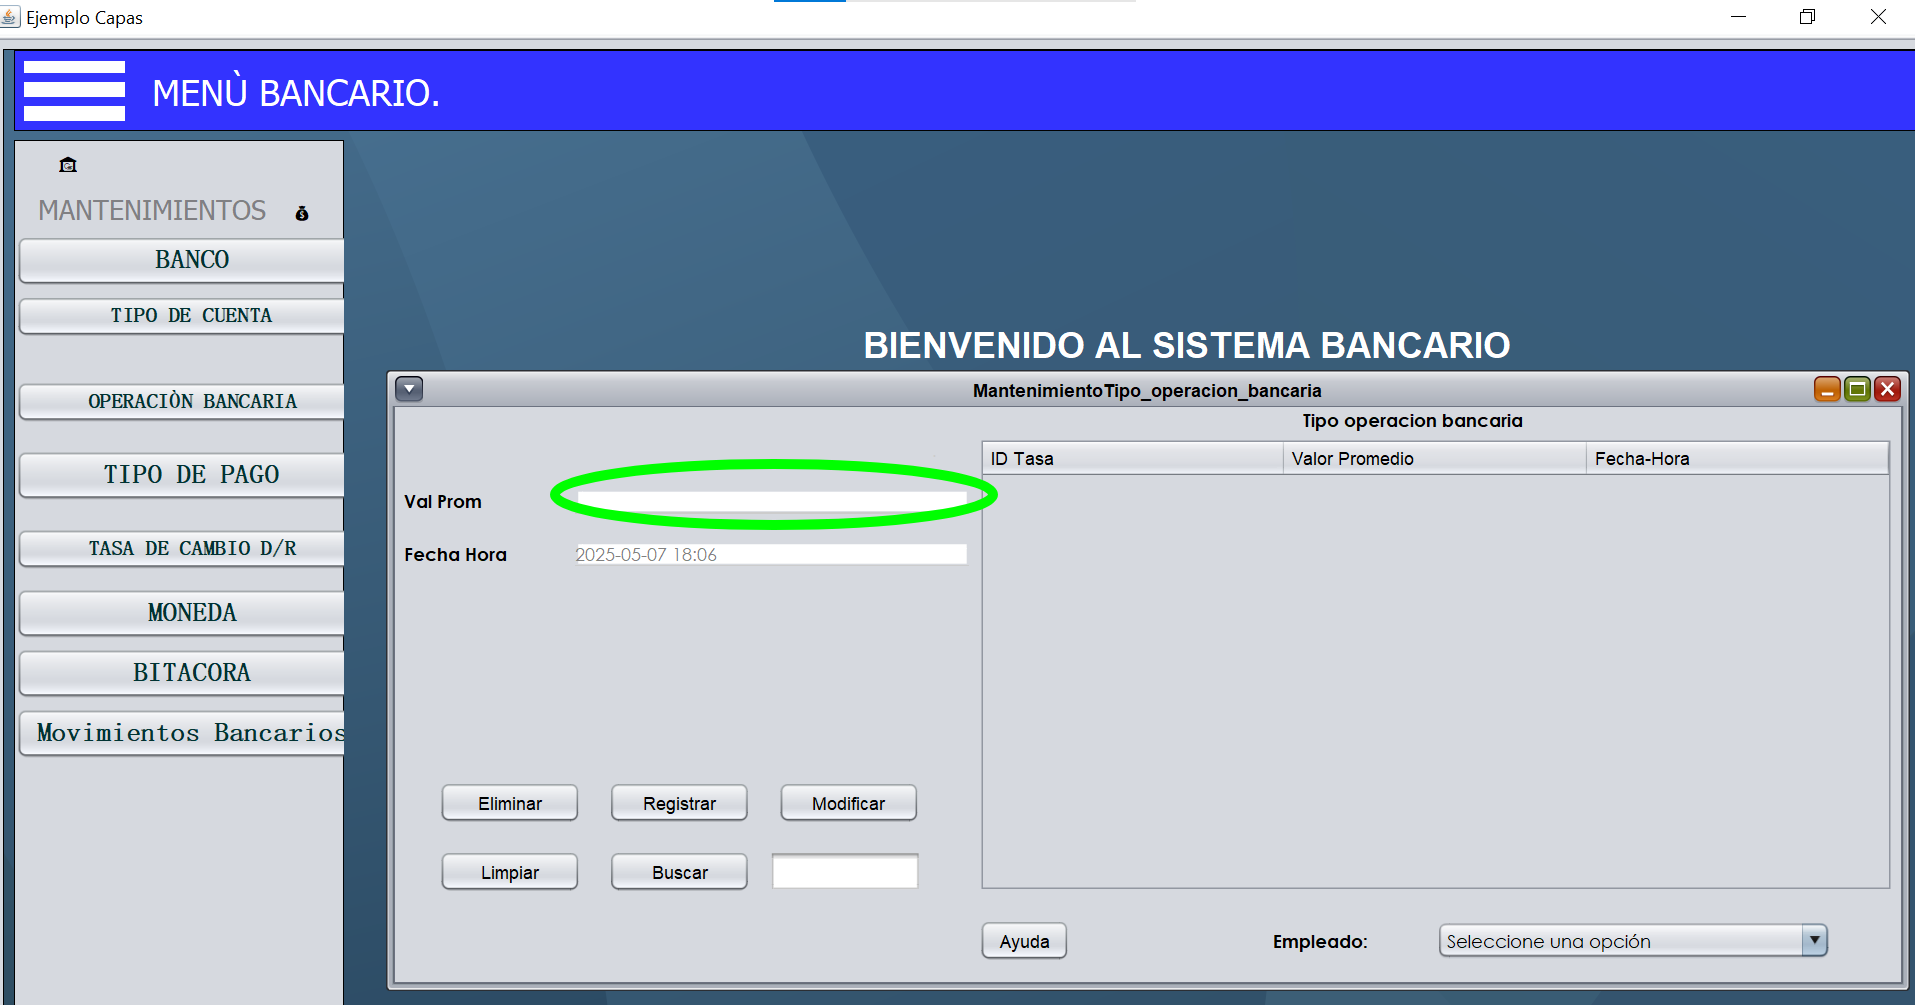 Ejemplo Capas
MENÙ BANCARIO.
MANTENIMIENTOS
BANCO
TIPO DE CUENTA
OPERACIÒN BANCARIA
TIPO DE PAGO
TASA DE CAMBIO D/R
MONEDA
BITACORA
Movimientos Bancarios
BIENVENIDO AL SISTEMA BANCARIO
MantenimientoTipo_operacion_bancaria
Tipo operacion bancaria
ID Tasa Valor Promedio Fecha-Hora
Val Prom
Fecha Hora 2025-05-07 18:06
Eliminar Registrar Modificar
Limpiar Buscar
Ayuda Empleado: Seleccione una opción